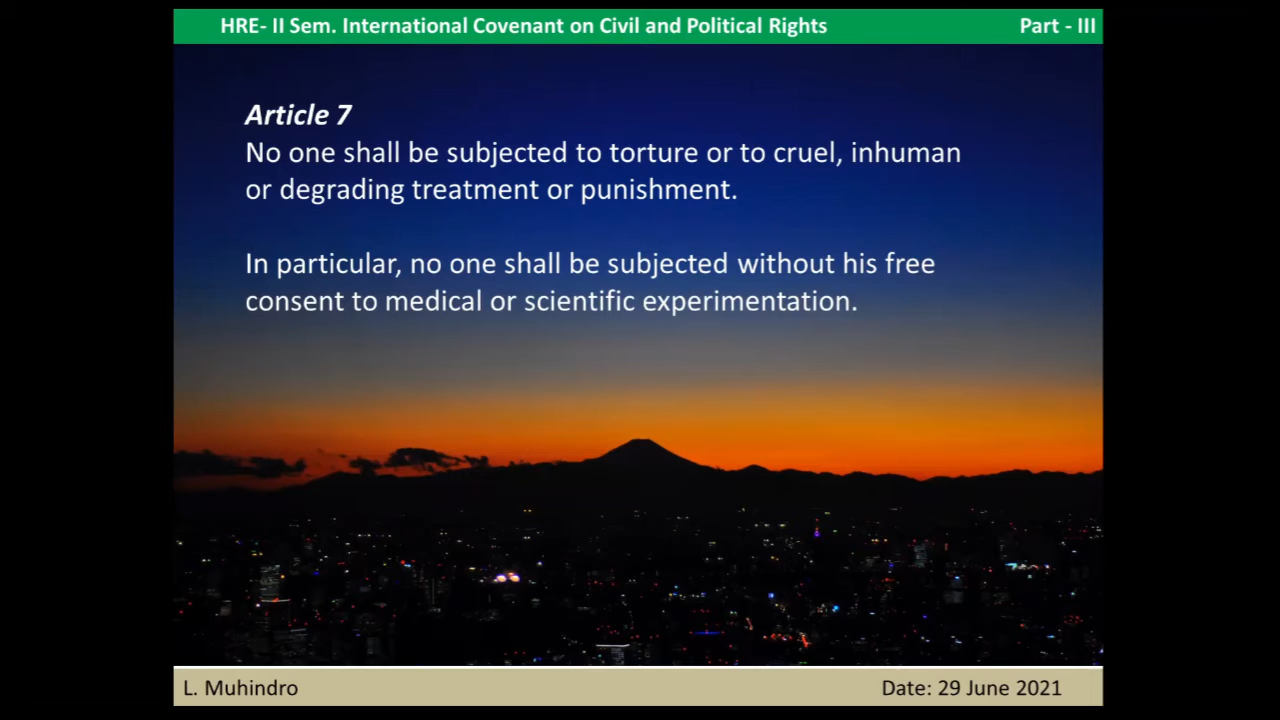 HRE- II Sem. International Covenant on Civil and Political Rights Part - III
Article 7
No one shall be subjected to torture or to cruel, inhuman
or degrading treatment or punishment.
In particular, no one shall be subjected without his free
consent to medical or scientific experimentation.
L. Muhindro Date: 29 June 2021